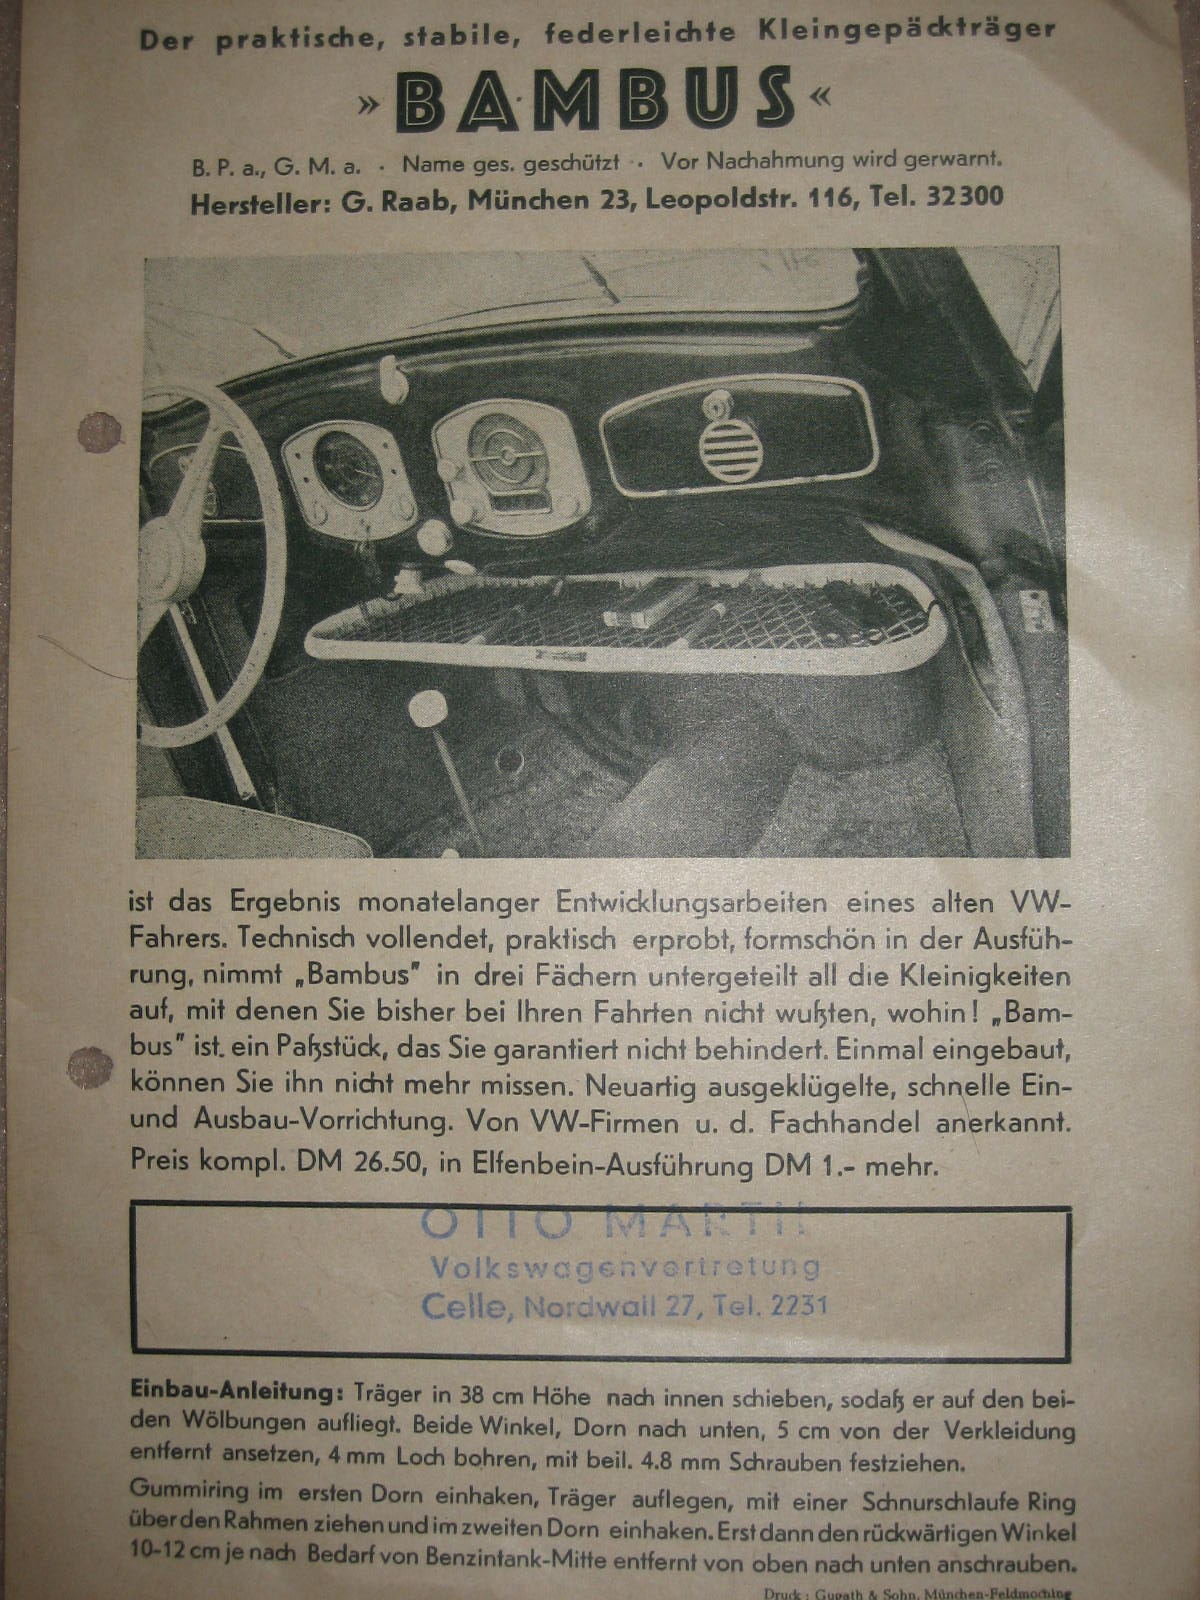 Der praktische, stabile, federleichte Kleingepäckträger
»BAMBUS«
B. P. a., G. M. a. · Name ges. geschützt · Vor Nachahmung wird gerwarnt.
Hersteller: G. Raab, München 23, Leopoldstr. 116, Tel. 32300
ist das Ergebnis monatelanger Entwicklungsarbeiten eines alten VW-
Fahrers. Technisch vollendet, praktisch erprobt, formschön in der Ausfüh-
rung, nimmt „Bambus" in drei Fächern untergeteilt all die Kleinigkeiten
auf, mit denen Sie bisher bei Ihren Fahrten nicht wußten, wohin! „Bam-
bus" ist ein Paßstück, das Sie garantiert nicht behindert. Einmal eingebaut,
können Sie ihn nicht mehr missen. Neuartig ausgeklügelte, schnelle Ein-
und Ausbau-Vorrichtung. Von VW-Firmen u. d. Fachhandel anerkannt.
Preis kompl. DM 26.50, in Elfenbein-Ausführung DM 1.- mehr.
OTTO MARTH
Volkswagenvertretung
Celle, Nordwall 27, Tel. 2231
Einbau-Anleitung: Träger in 38 cm Höhe nach innen schieben, sodaß er auf den bei-
den Wölbungen aufliegt. Beide Winkel, Dorn nach unten, 5 cm von der Verkleidung
entfernt ansetzen, 4 mm Loch bohren, mit beil. 4.8 mm Schrauben festziehen.
Gummiring im ersten Dorn einhaken, Träger auflegen, mit einer Schnurschlaufe Ring
über den Rahmen ziehen und im zweiten Dorn einhaken. Erst dann den rückwärtigen Winkel
10-12 cm je nach Bedarf von Benzintank-Mitte entfernt von oben nach unten anschrauben.
Druck: Gugath & Sohn, München-Feldmoching